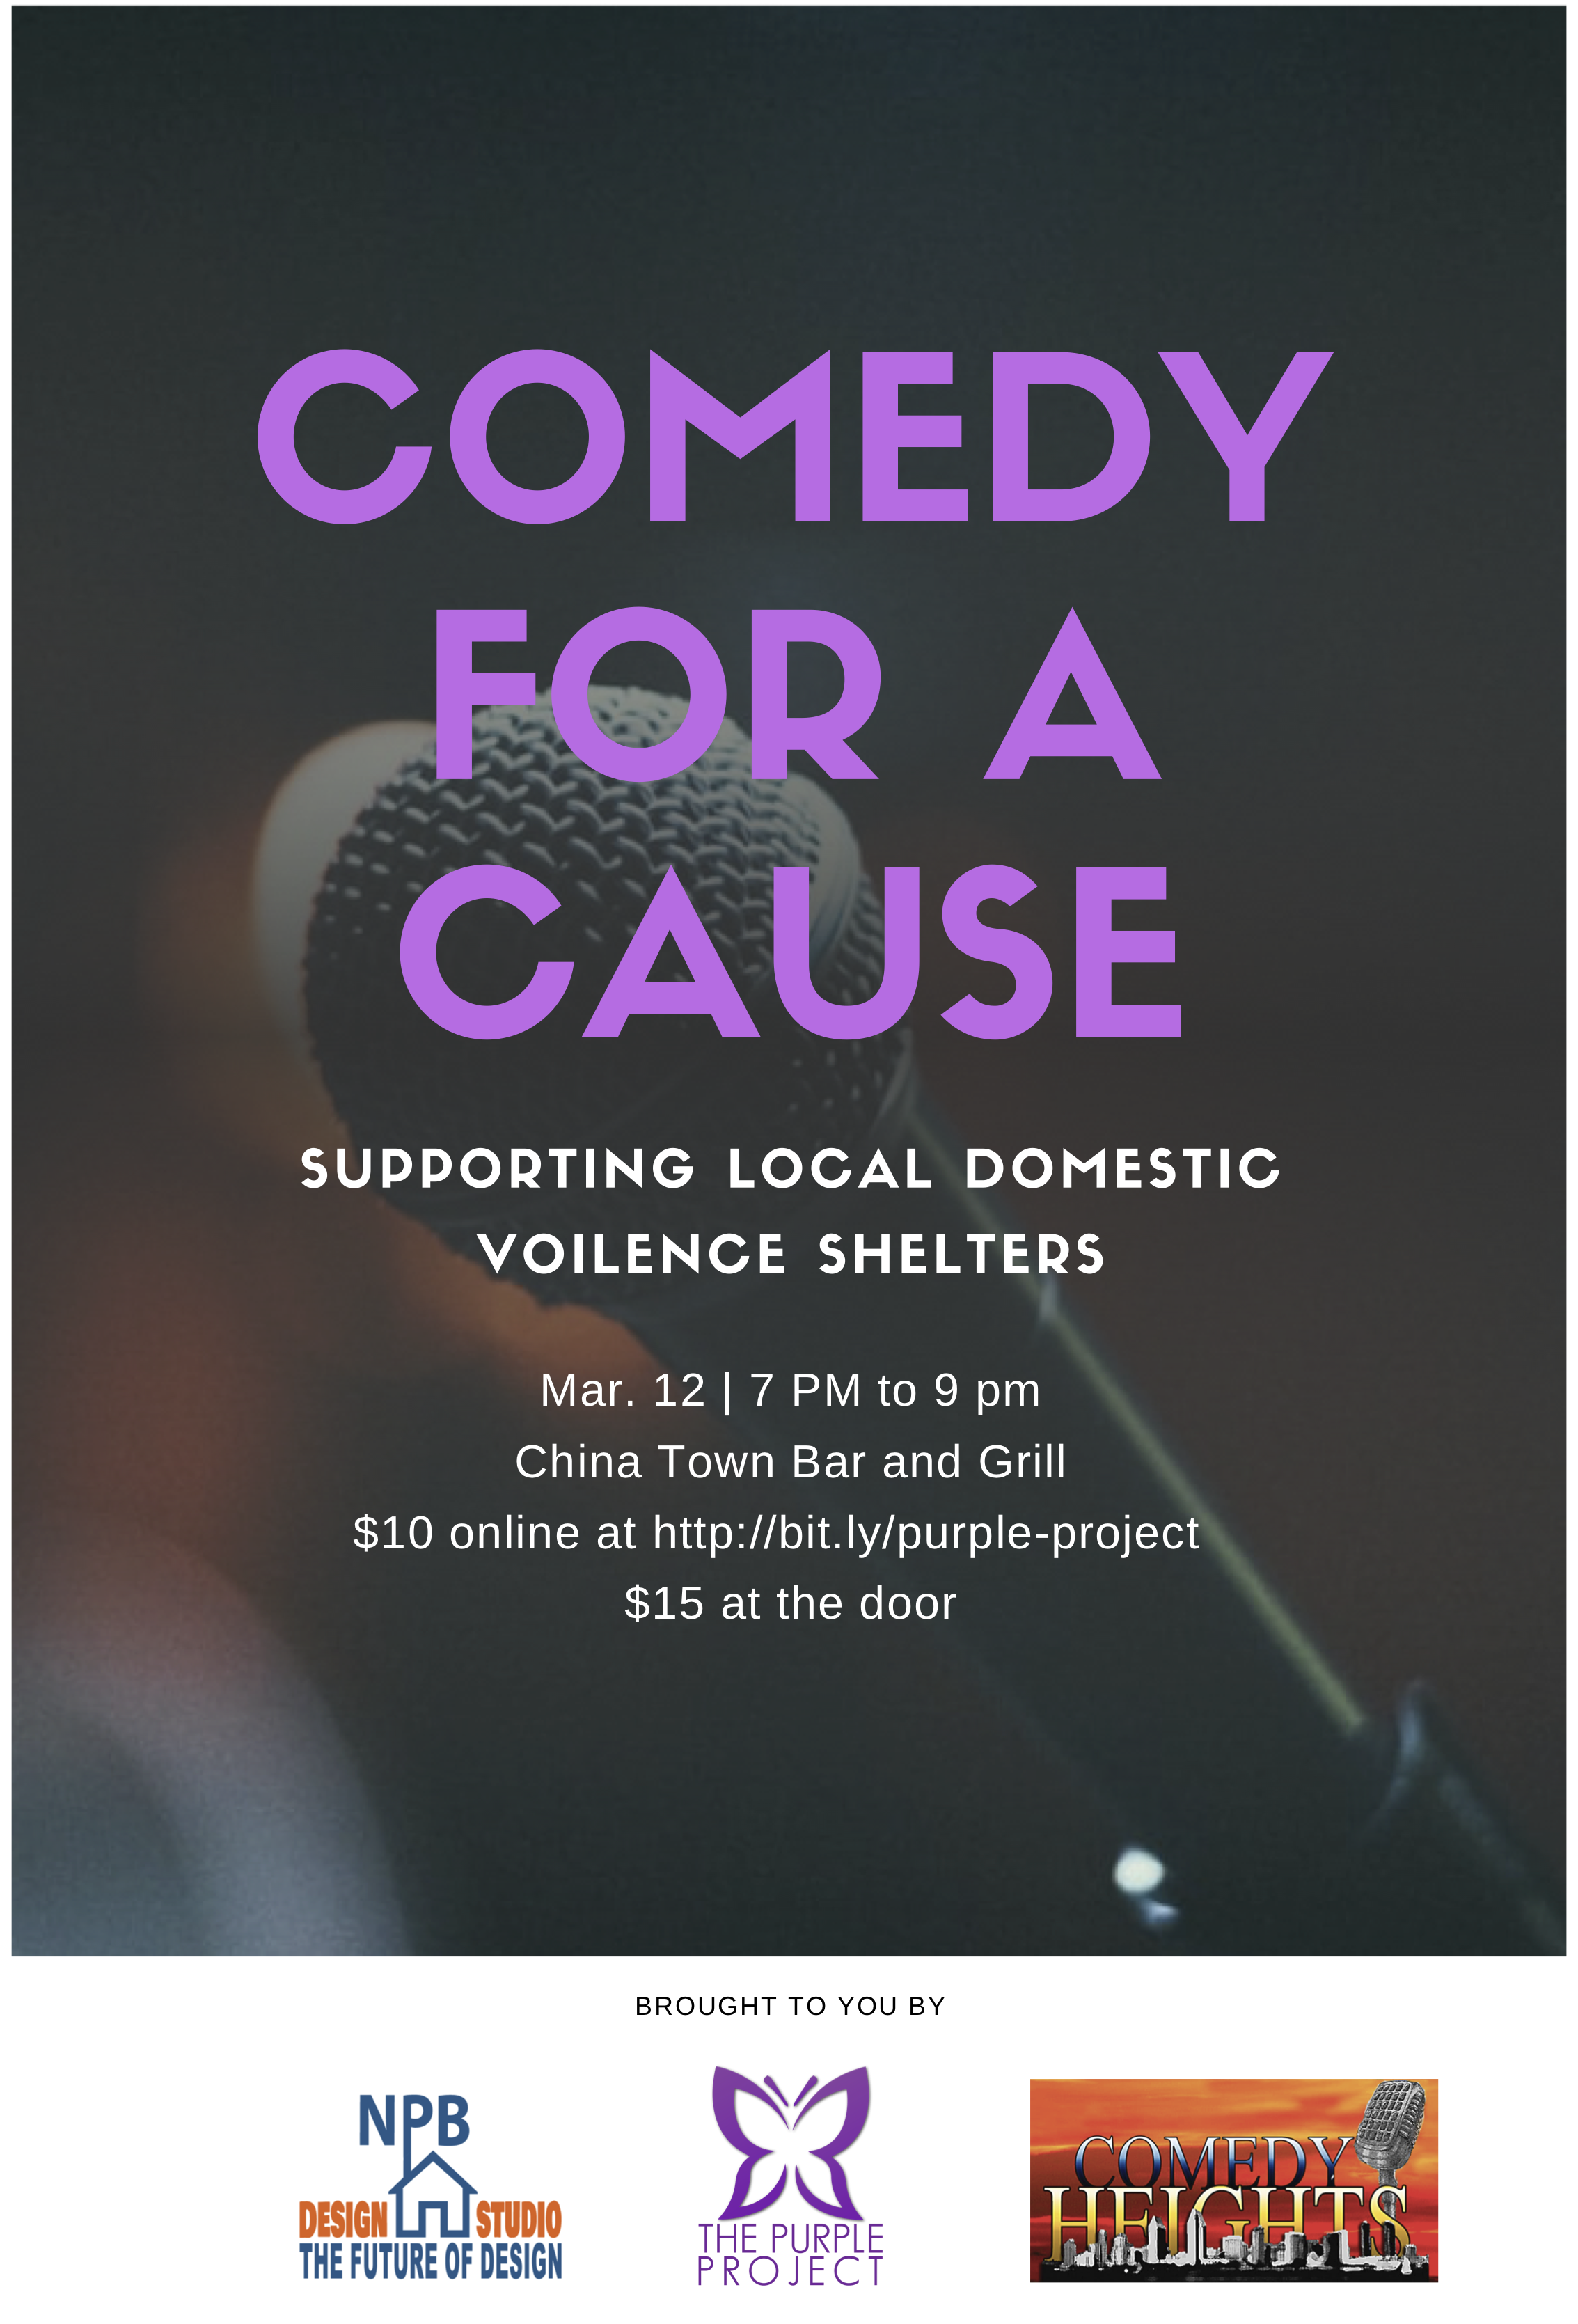 COMEDY
FOR A
CAUSE
SUPPORTING LOCAL DOMESTIC
VOILENCE SHELTERS
Mar. 12 | 7 PM to 9 pm
China Town Bar and Grill
$10 online at http://bit.ly/purple-project
$15 at the door
BROUGHT TO YOU BY
NPB
DESIGN STUDIO
THE FUTURE OF DESIGN
THE PURPLE
PROJECT
COMEDY
HEIGHTS